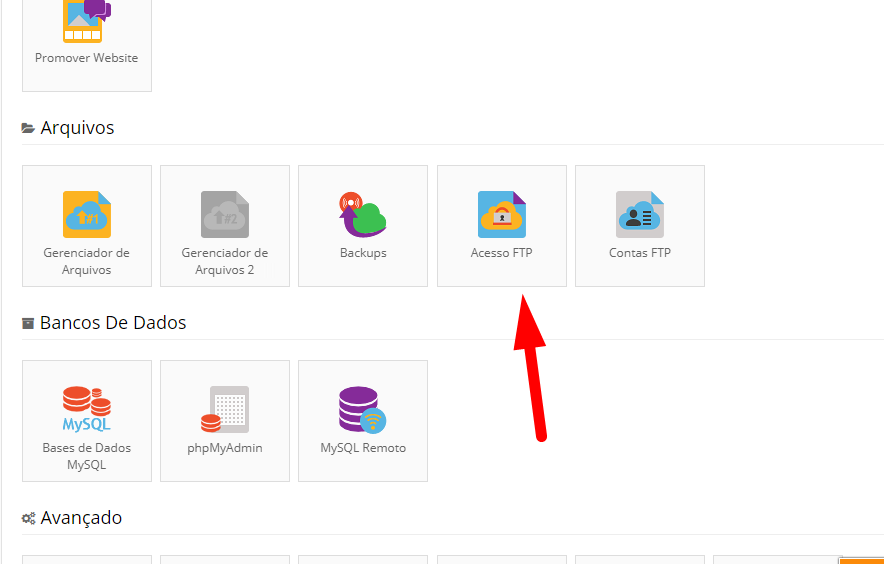 Promover Website
Arquivos
#1
#2
Gerenciador de
Arquivos
Gerenciador de
Arquivos 2
Backups
Acesso FTP
Contas FTP
Bancos De Dados
MySQL
Bases de Dados
MySQL
phpMyAdmin
MySQL Remoto
Avançado